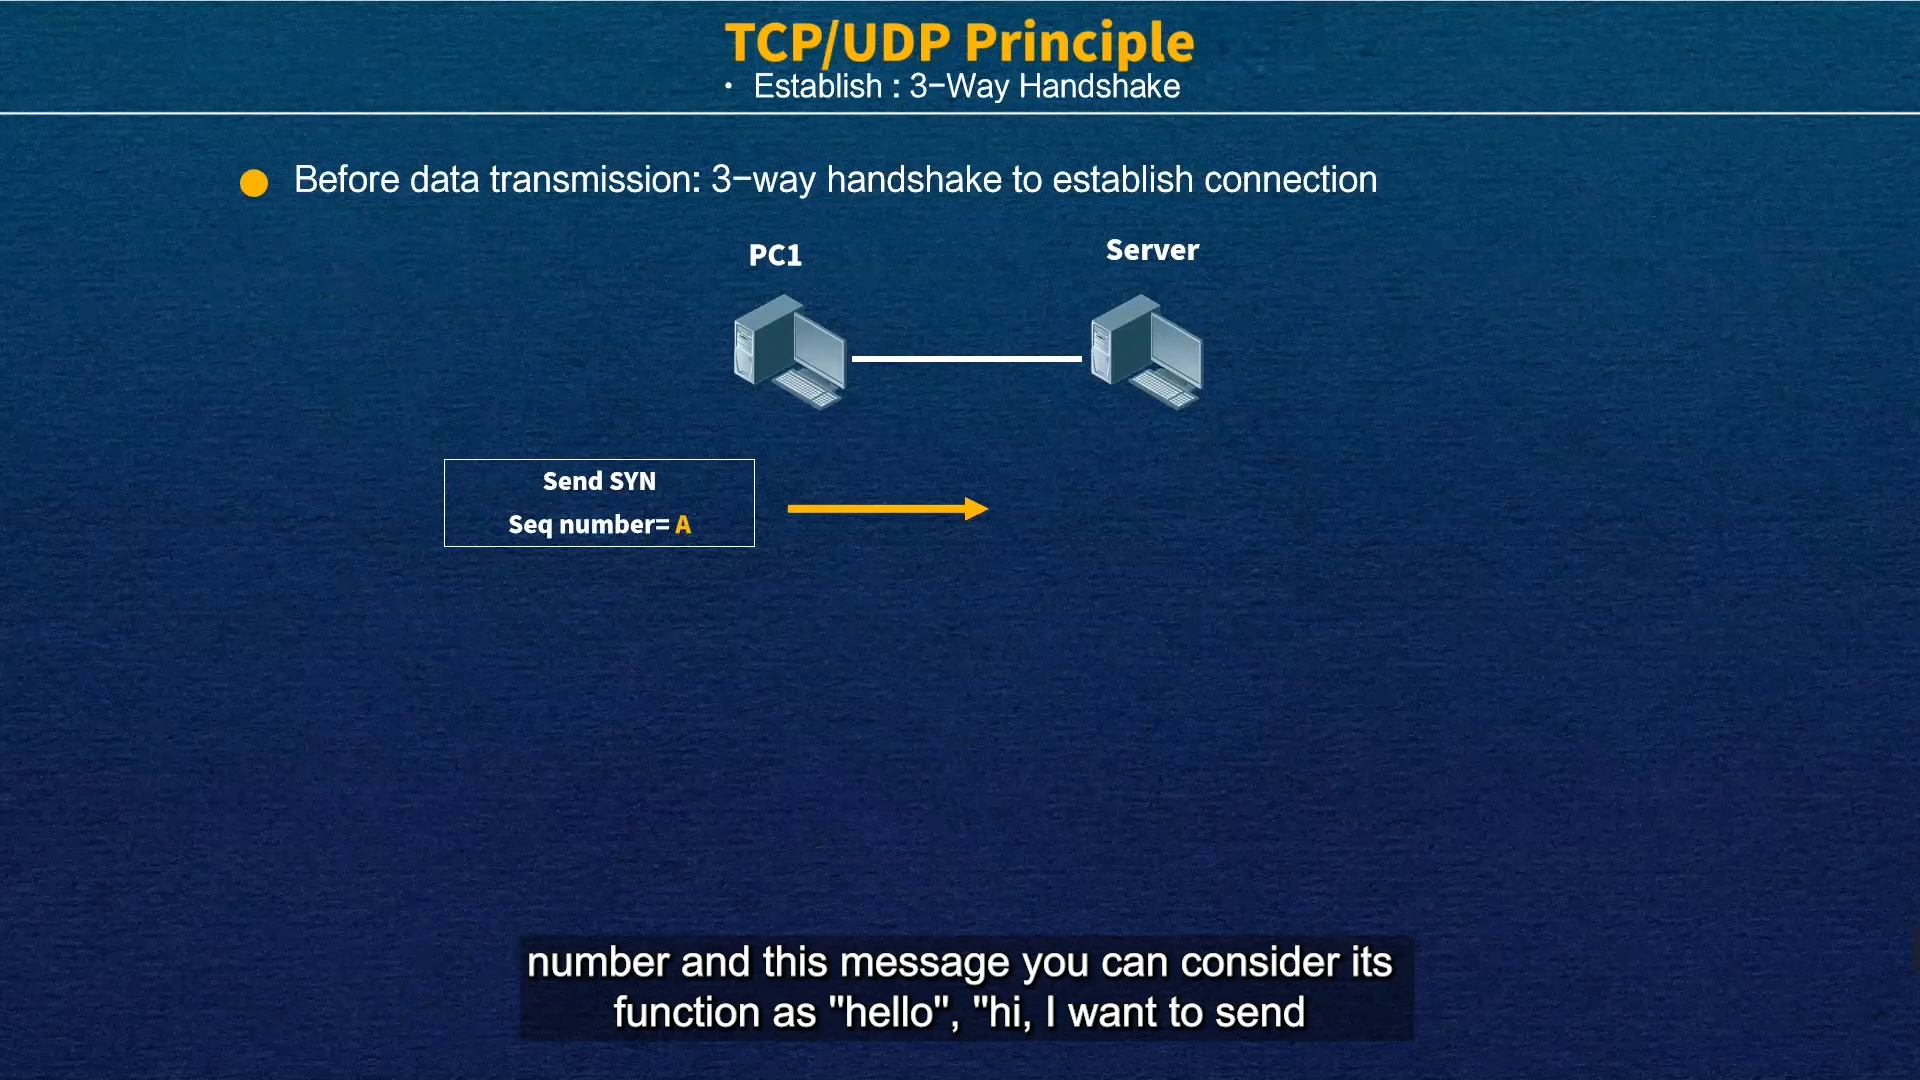 TCP/UDP Principle
• Establish : 3-Way Handshake
Before data transmission: 3-way handshake to establish connection
PC1
Server
Send SYN
Seq number= A
number and this message you can consider its
function as "hello", "hi, I want to send